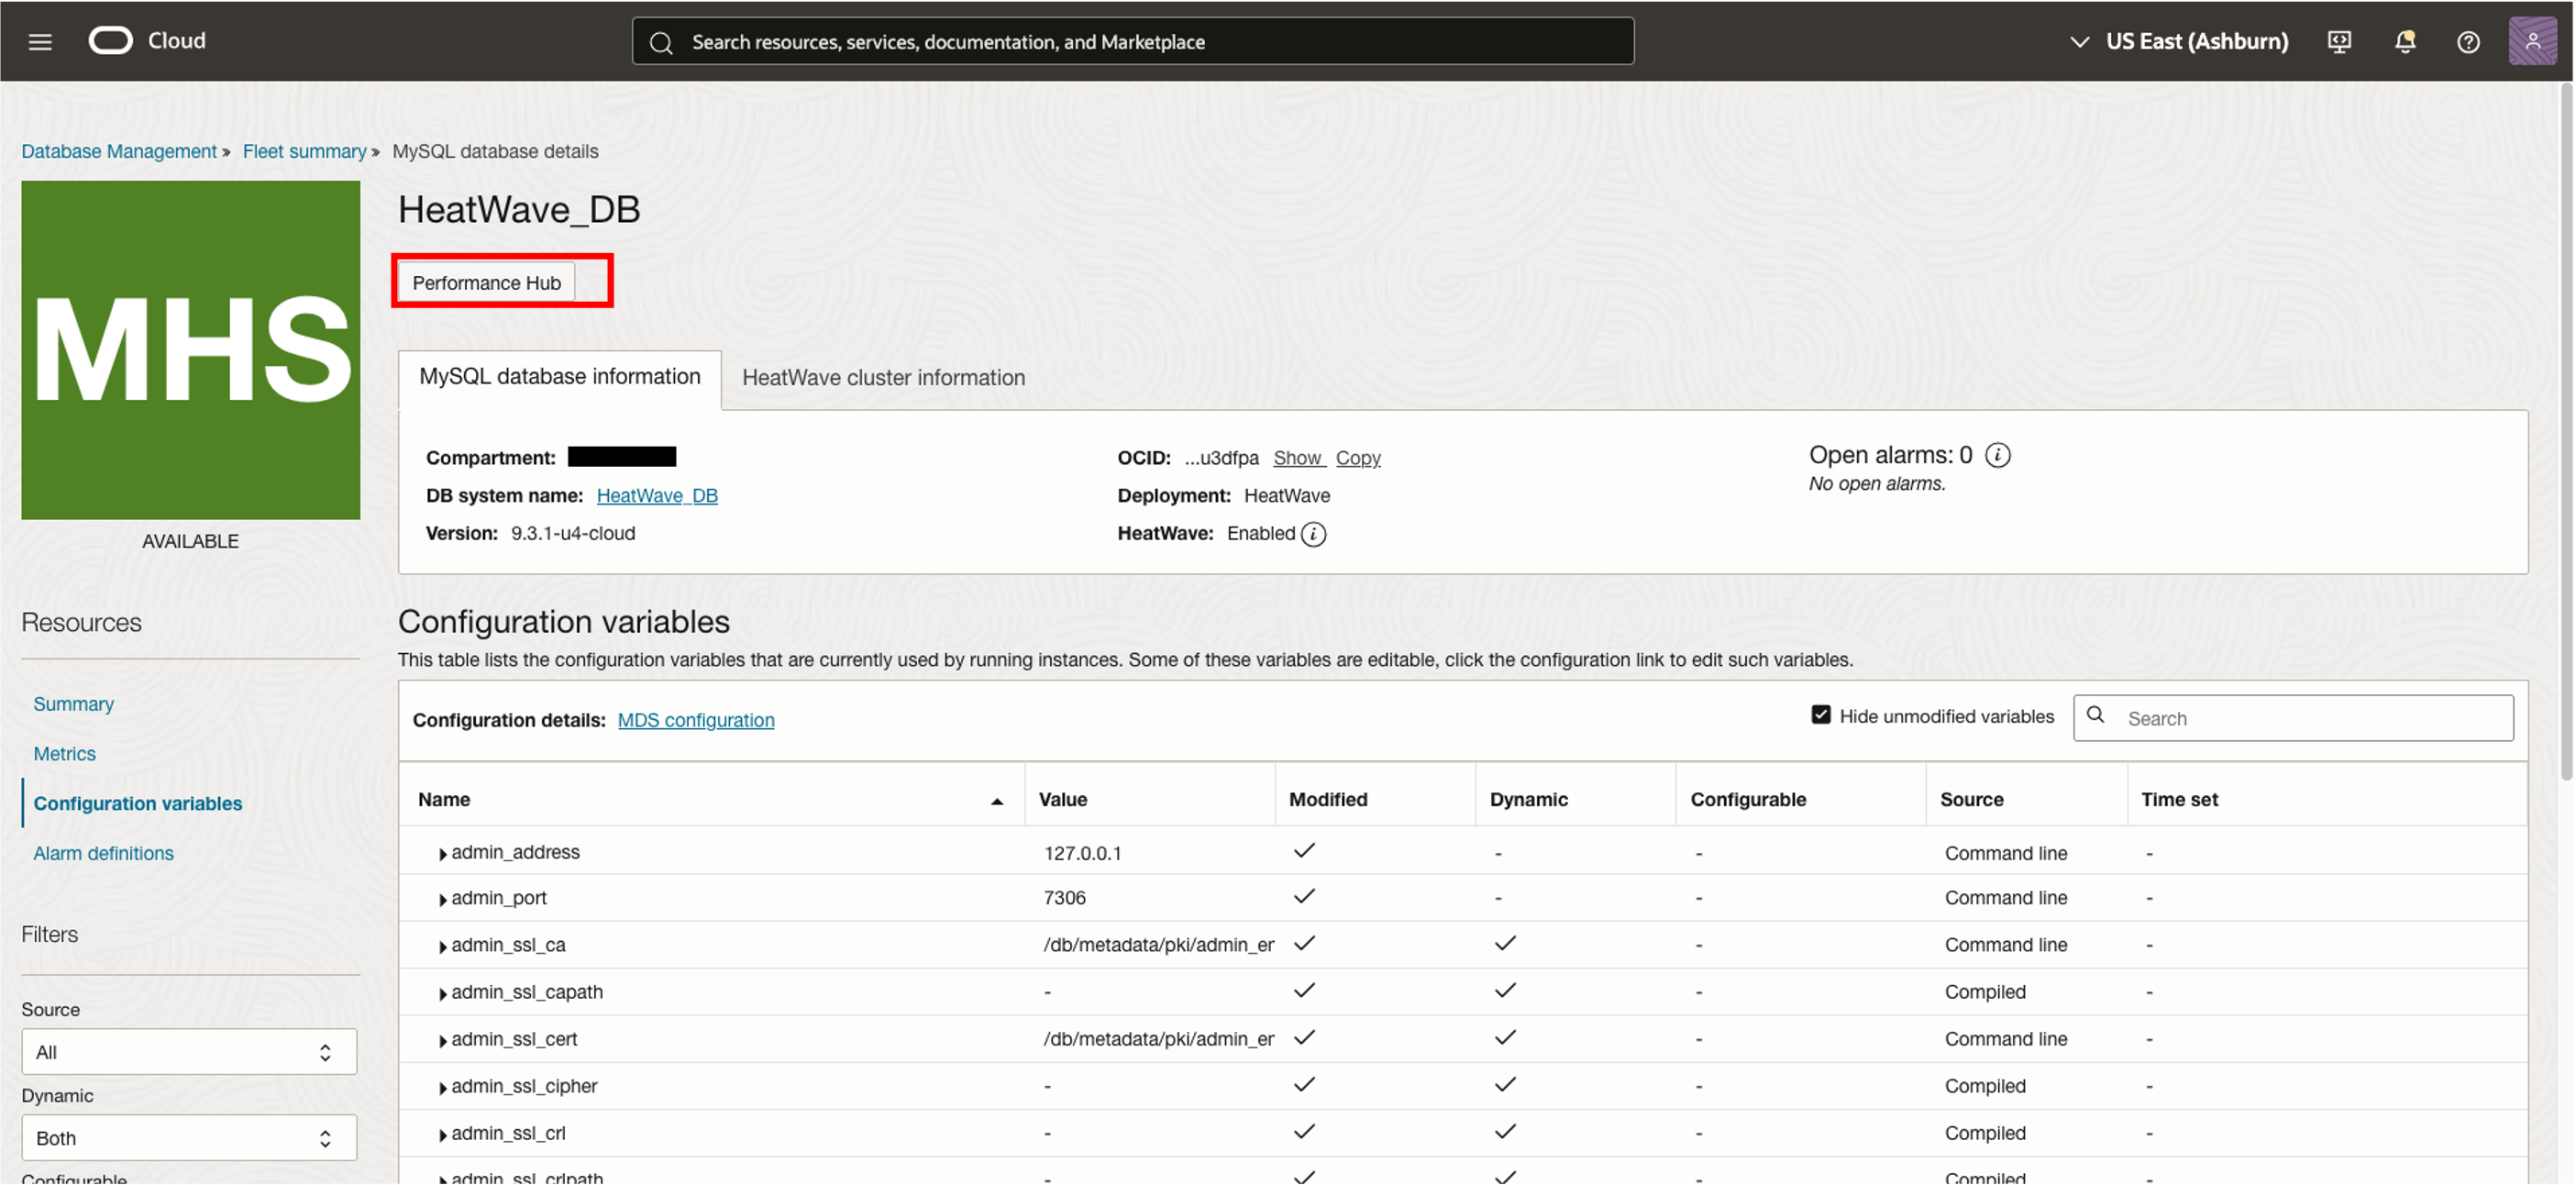 Cloud
Search resources, services, documentation, and Marketplace
US East (Ashburn)
Database Management » Fleet summary » MySQL database details
MHS
AVAILABLE
HeatWave_DB
Performance Hub
MySQL database information
HeatWave cluster information
Compartment:
DB system name: HeatWave_DB
Version: 9.3.1-u4-cloud
OCID: ...u3dfpa Show Copy
Deployment: HeatWave
HeatWave: Enabled
Open alarms: 0
No open alarms.
Resources
Summary
Metrics
Configuration variables
Alarm definitions
Filters
Source
All
Dynamic
Both
Configurable
Configuration variables
This table lists the configuration variables that are currently used by running instances. Some of these variables are editable, click the configuration link to edit such variables.
Configuration details: MDS configuration
Hide unmodified variables
Search
Name Value Modified Dynamic Configurable Source Time set
admin_address 127.0.0.1 ✓ - - Command line -
admin_port 7306 ✓ - - Command line -
admin_ssl_ca /db/metadata/pki/admin_er ✓ ✓ - Command line -
admin_ssl_capath - ✓ ✓ - Compiled -
admin_ssl_cert /db/metadata/pki/admin_er ✓ ✓ - Command line -
admin_ssl_cipher - ✓ ✓ - Compiled -
admin_ssl_crl - ✓ ✓ - Compiled -
admin_ssl_crlpath - ✓ ✓ - Compiled -